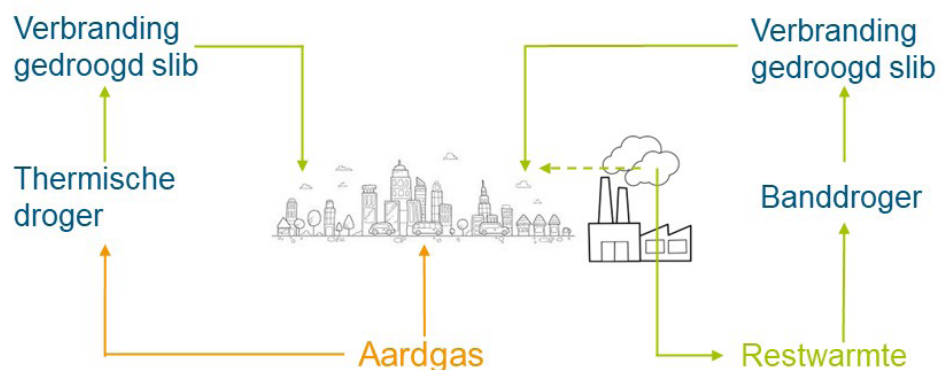 Verbranding
gedroogd slib
Verbranding
gedroogd slib
Thermische
droger
Banddroger
Aardgas
Restwarmte